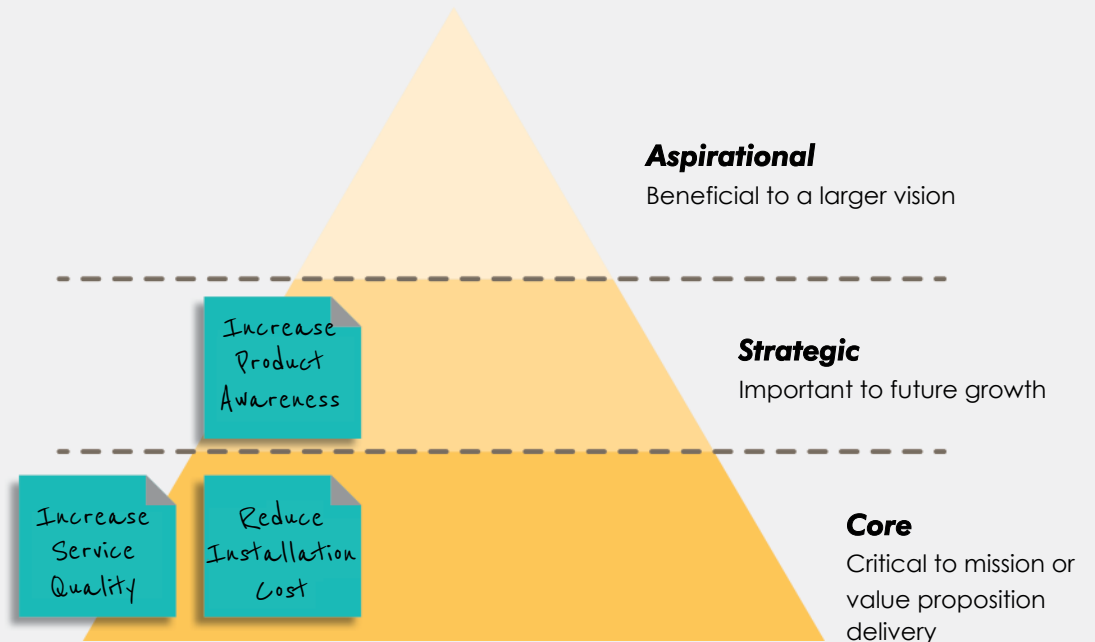 Aspirational
Beneficial to a larger vision
Increase
Product
Awareness
Strategic
Important to future growth
Increase
Service
Quality
Reduce
Installation
Cost
Core
Critical to mission or
value proposition
delivery